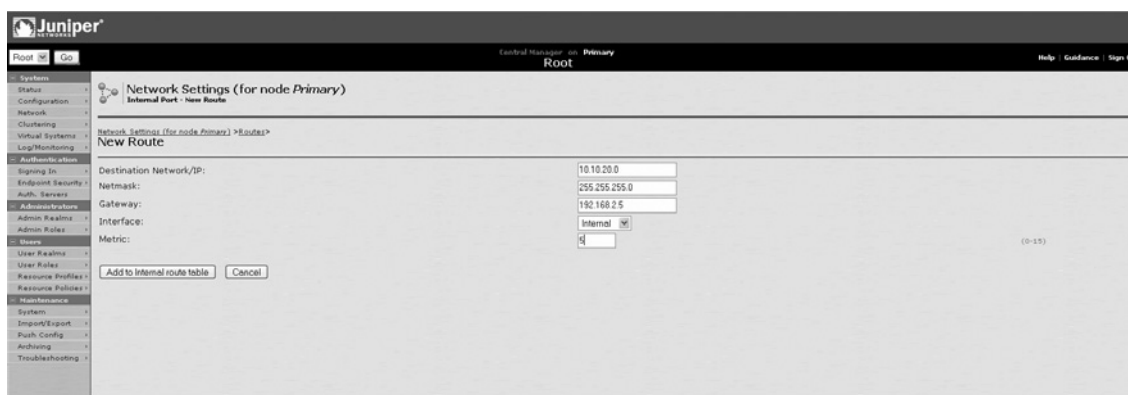 Juniper
NETWORKS
Root Go
Central Manager on Primary
Root
Help | Guidance | Sign
System
Status
Configuration
Network
Clustering
Virtual Systems
Log/Monitoring
Authentication
Signing In
Endpoint Security
Auth. Servers
Administrators
Admin Realms
Admin Roles
Users
User Realms
User Roles
Resource Profiles
Resource Policies
Maintenance
System
Import/Export
Push Config
Archiving
Troubleshooting
Network Settings (for node Primary)
Internal Port - New Route
Network Settings (for node Primary) >Routes>
New Route
Destination Network/IP: 10.10.20.0
Netmask: 255.255.255.0
Gateway: 192.168.2.5
Interface: Internal
Metric: 5 (0-15)
Add to Internal route table Cancel